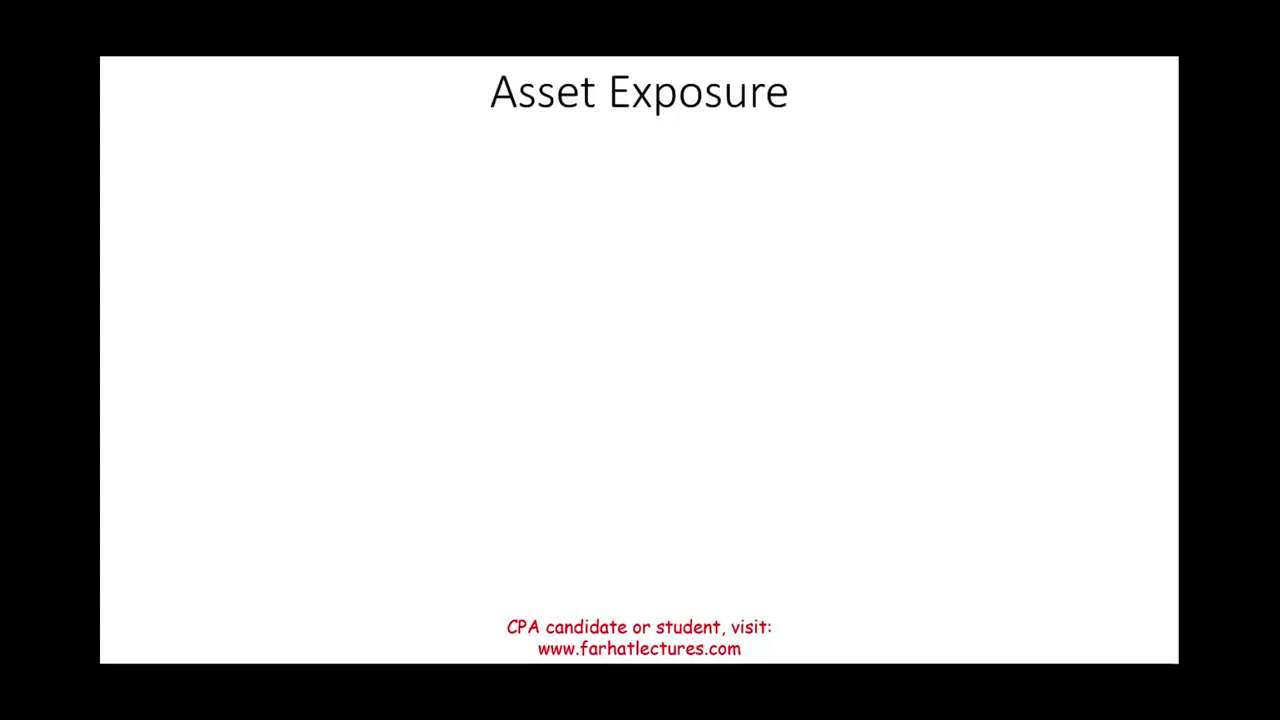 Asset Exposure
CPA candidate or student, visit:
www.farhatlectures.com